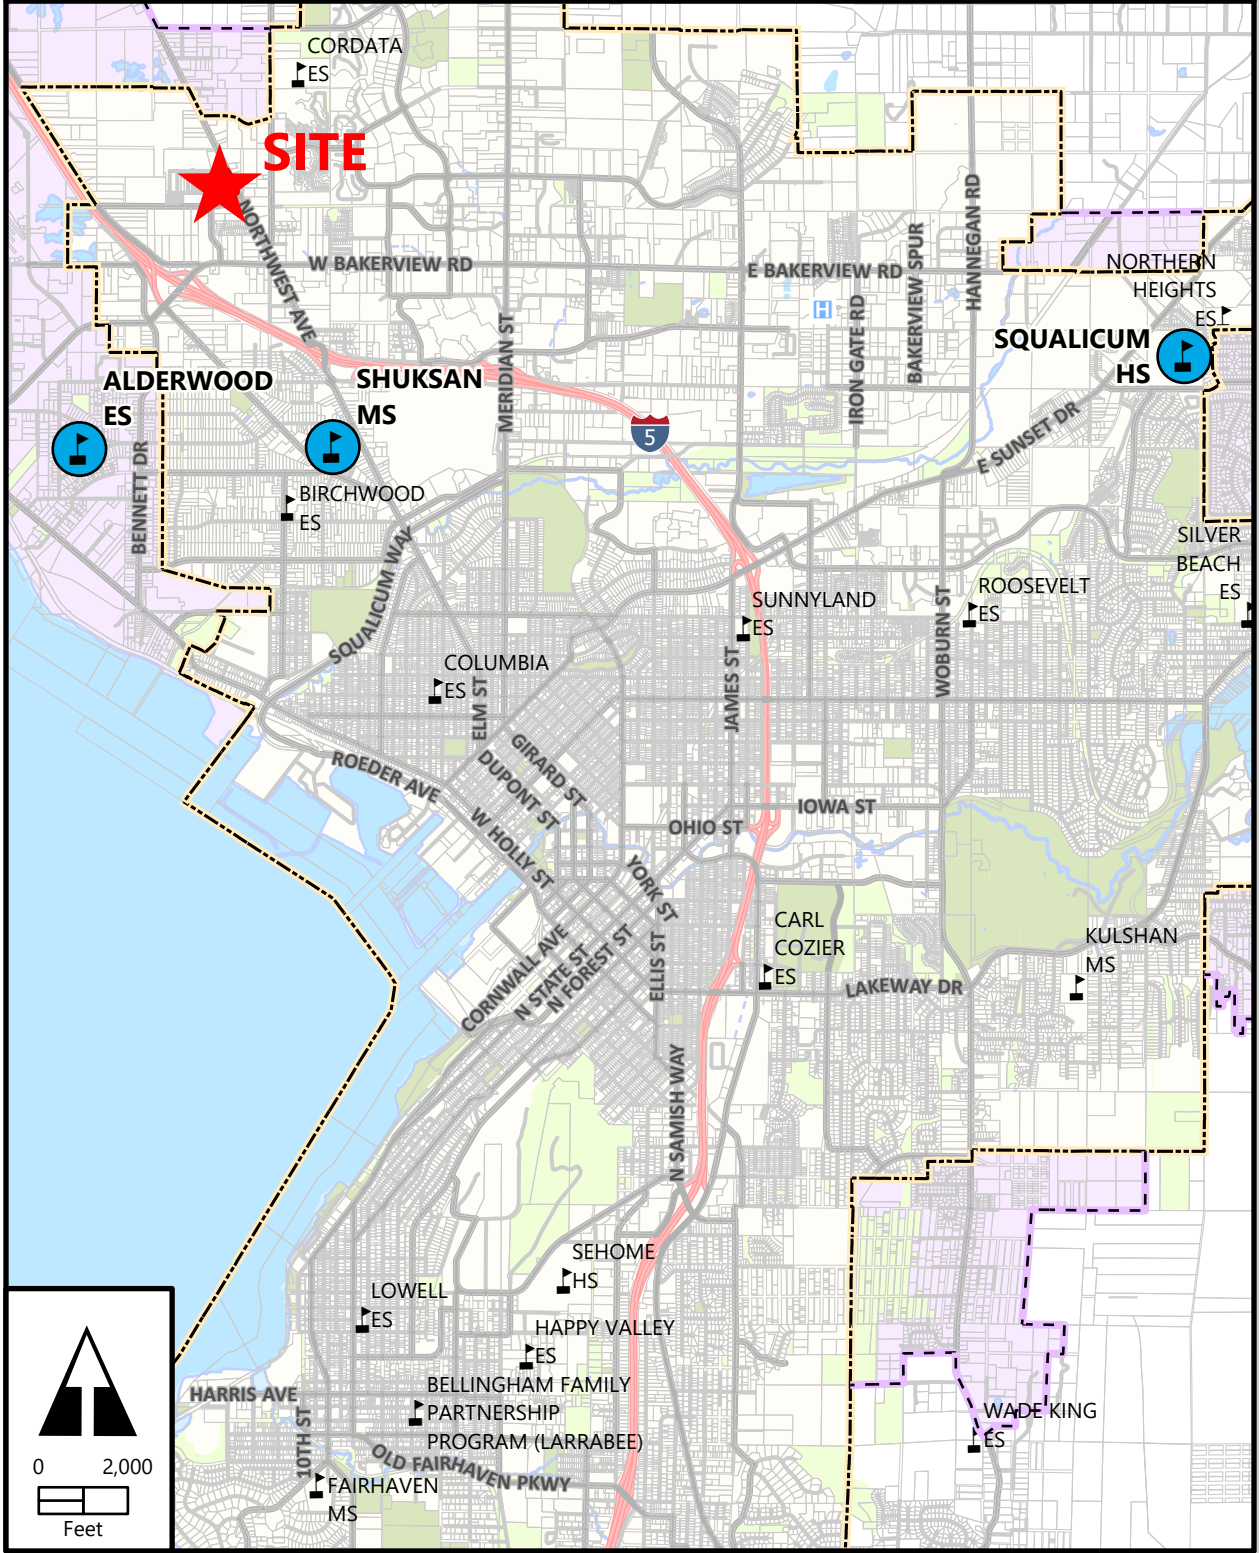 CORDATA
ES
SITE
NORTHWEST AVE
W BAKERVIEW RD
E BAKERVIEW RD
HANNEGAN RD
BAKERVIEW SPUR
IRON GATE RD
H
NORTHERN
HEIGHTS
ES
SQUALICUM
HS
MERIDIAN ST
ALDERWOOD
ES
SHUKSAN
MS
5
E SUNSET DR
BENNETT DR
BIRCHWOOD
ES
SQUALICUM WAY
SILVER
BEACH
ES
ROOSEVELT
ES
SUNNYLAND
ES
WOBURN ST
JAMES ST
COLUMBIA
ES
ELM ST
GIRARD ST
DUPONT ST
ROEDER AVE
W HOLLY ST
OHIO ST
IOWA ST
YORK ST
CARL
COZIER
ES
KULSHAN
MS
ELLIS ST
CORNWALL AVE
N STATE ST
N FOREST ST
LAKEWAY DR
N SAMISH WAY
SEHOME
HS
LOWELL
ES
HAPPY VALLEY
ES
BELLINGHAM FAMILY
PARTNERSHIP
PROGRAM (LARRABEE)
HARRIS AVE
10TH ST
OLD FAIRHAVEN PKWY
FAIRHAVEN
MS
WADE KING
ES
0 2,000
Feet